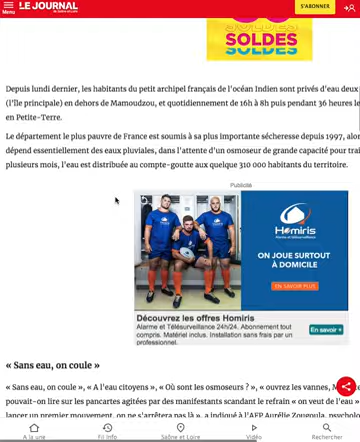 LE JOURNAL
de Saône et Loire
Menu
S'ABONNER
SOLDES
SOLDES
Depuis lundi dernier, les habitants du petit archipel français de l'océan Indien sont privés d'eau deux
(l'île principale) en dehors de Mamoudzou, et quotidiennement de 16h à 8h puis pendant 36 heures le
en Petite-Terre.
Le département le plus pauvre de France est soumis à sa plus importante sécheresse depuis 1997, alor
dépend essentiellement des eaux pluviales, dans l'attente d'un osmoseur de grande capacité pour trai
plusieurs mois, l'eau est distribuée au compte-goutte aux quelque 310 000 habitants du territoire.
Publicité
Homiris
Alarme et Télésurveillance
ON JOUE SURTOUT
À DOMICILE
EN SAVOIR PLUS
Découvrez les offres Homiris
Alarme et Télésurveillance 24h/24. Abonnement tout
compris. Matériel inclus. Installation sans frais par un
professionnel.
En savoir +
« Sans eau, on coule »
« Sans eau, on coule », « A l'eau citoyens », « Où sont les osmoseurs ? », « ouvrez les vannes, M
pouvait-on lire sur les pancartes agitées par des manifestants scandant le refrain « on veut de l'eau »
lancer un premier mouvement, on ne s'arrêtera pas là », a indiqué à l'AFP Aurélie
A la une
Fil info
Saône et Loire
Vidéo
Rechercher